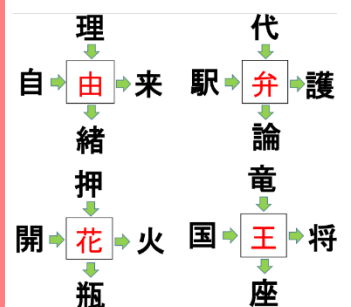 理 代
自 由 来 駅 弁 護
緒 論
押 竜
開 花 火 国 王 将
瓶 座